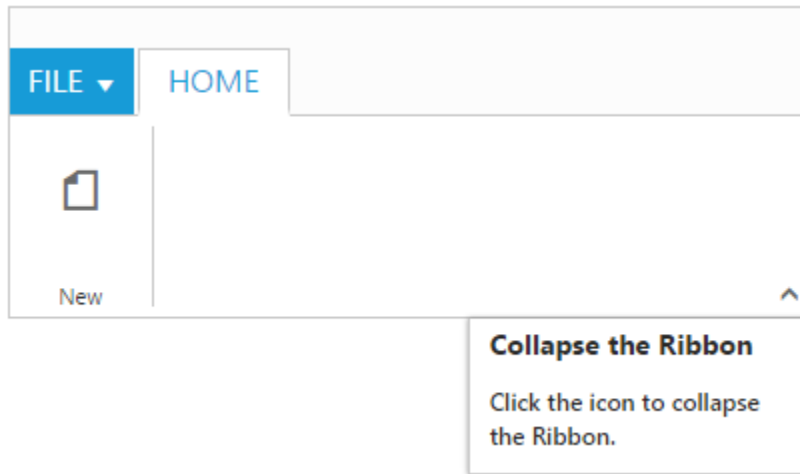 FILE HOME
New
Collapse the Ribbon
Click the icon to collapse
the Ribbon.